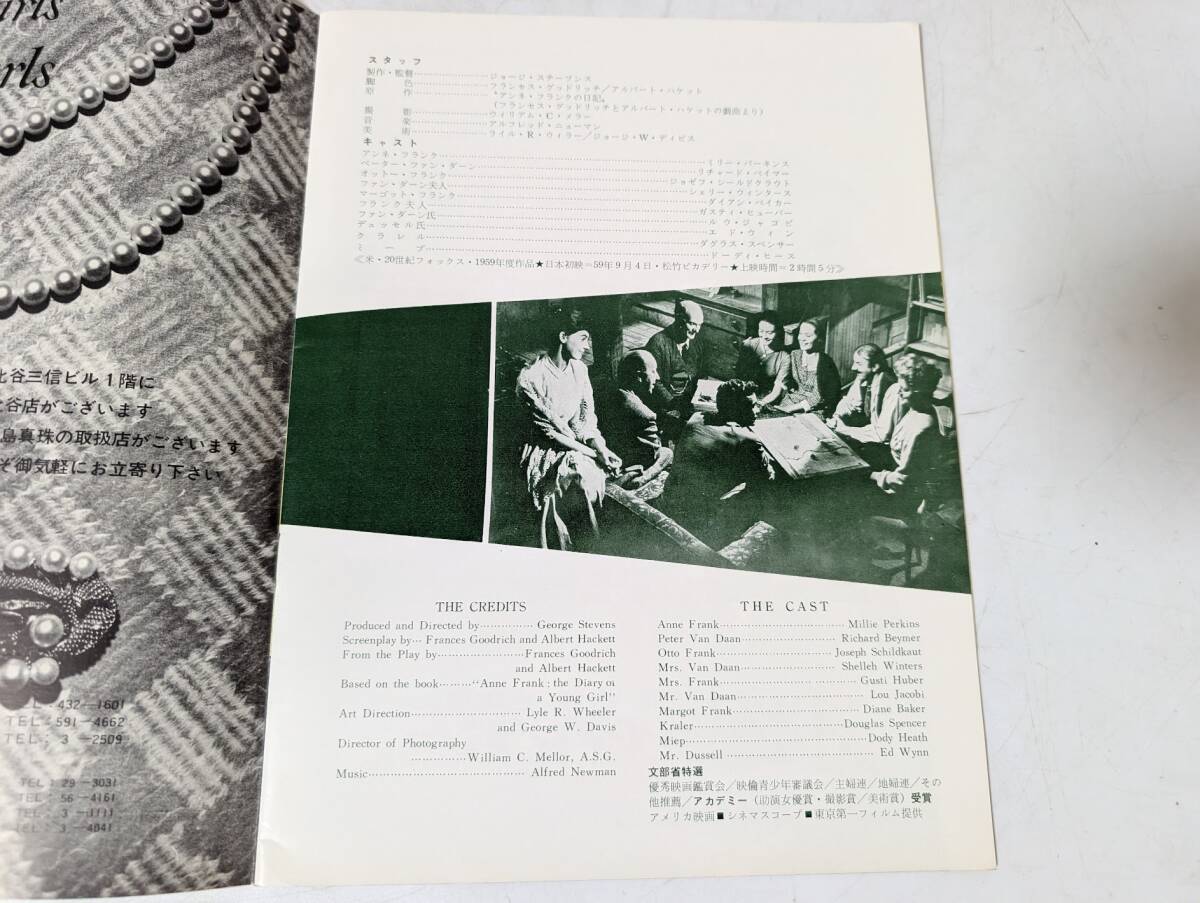 arls
rls
比谷三信ビル1階に
比谷店がございます
島真珠の取扱店がございます
ぞ御気軽にお立寄り下さい
432—1601
TEL・591—4662
TEL；3—2509
TEL；29—3031
TEL；56—4161
TEL；3—1111
TEL；3—4041
スタッフ
製作・監督………ジョージ・ステーヴンス
脚色………フランセス・グッドリッチ/アルバート・ハケット
原作………〝アンネ・フランクの日記〟
(フランセス・グッドリッチとアルバート・ハケットの戯曲より)
撮影………ウィリアム・C・メラー
音楽………アルフレッド・ニューマン
美術………ライル・R・ウィラー/ジョージ・W・デイビス
キャスト
アンネ・フランク………ミリー・パーキンス
ペーター・ファン・ダーン………リチャード・ベイマー
オットー・フランク………ジョゼフ・シールドクラウト
ファン・ダーン夫人………シェリー・ウィンタース
マーゴット・フランク………ダイアン・ベイカー
フランク夫人………ガスティ・ヒューバー
ファン・ダーン氏………ルウ・ジャコビ
デュッセル氏………エド・ウィン
クラレル………ダグラス・スペンサー
ミープ………ドーディ・ヒース
≪米・20世紀フォックス・1959年度作品★日本初映＝59年9月4日・松竹ピカデリー★上映時間＝2時間5分≫
THE CREDITS
Produced and Directed by……………George Stevens
Screenplay by… Frances Goodrich and Albert Hackett
From the Play by…………………Frances Goodrich
and Albert Hackett
Based on the book………"Anne Frank: the Diary of
a Young Girl"
Art Direction…………………………Lyle R. Wheeler
and George W. Davis
Director of Photography
……………William C. Mellor, A.S.G.
Music……………………………………Alfred Newman
THE CAST
Anne Frank……………………………Millie Perkins
Peter Van Daan……………………Richard Beymer
Otto Frank…………………………Joseph Schildkaut
Mrs. Van Daan……………………Shelleh Winters
Mrs. Frank………………………………Gusti Huber
Mr. Van Daan……………………………Lou Jacobi
Margot Frank……………………………Diane Baker
Kraler…………………………………Douglas Spencer
Miep……………………………………Dody Heath
Mr. Dussell………………………………Ed Wynn
文部省特選
優秀映画鑑賞会/映倫青少年審議会/主婦連/地婦連/その
他推薦/アカデミー（助演女優賞・撮影賞/美術賞）受賞
アメリカ映画■シネマスコープ■東京第一フィルム提供